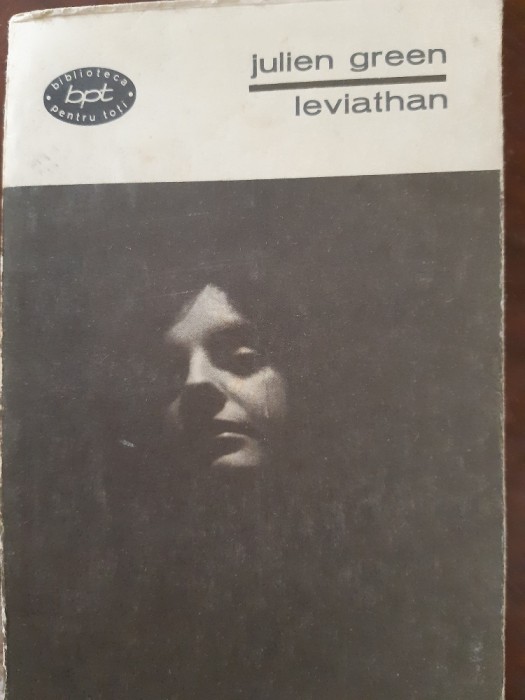 biblioteca
bpt
pentru toți
julien green
leviathan